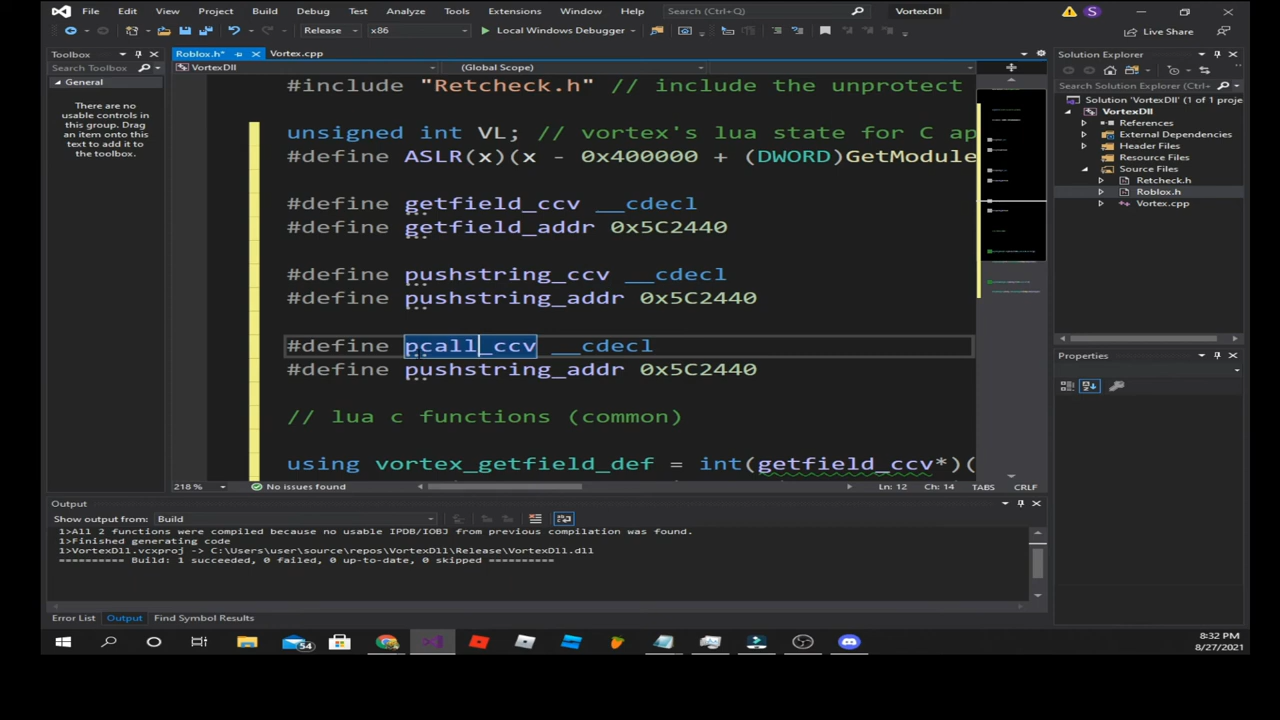 File Edit View Project Build Debug Test Analyze Tools Extensions Window Help Search (Ctrl+Q) VortexDll S
Release x86 Local Windows Debugger Live Share
Toolbox
Search Toolbox
General
There are no
usable controls in
this group. Drag
an item onto this
text to add it to
the toolbox.
Roblox.h* Vortex.cpp
VortexDll (Global Scope)
#include "Retcheck.h" // include the unprotect
unsigned int VL; // vortex's lua state for C ap
#define ASLR(x)(x - 0x400000 + (DWORD)GetModule
#define getfield_ccv __cdecl
#define getfield_addr 0x5C2440
#define pushstring_ccv __cdecl
#define pushstring_addr 0x5C2440
#define pcall_ccv __cdecl
#define pushstring_addr 0x5C2440
// lua c functions (common)
using vortex_getfield_def = int(getfield_ccv*)(
218 % No issues found Ln: 12 Ch: 14 TABS CRLF
Solution Explorer
Search Solution Explorer (Ctrl+
Solution 'VortexDll' (1 of 1 proje
VortexDll
References
External Dependencies
Header Files
Resource Files
Source Files
Retcheck.h
Roblox.h
Vortex.cpp
Properties
Output
Show output from: Build
1>All 2 functions were compiled because no usable IPDB/IOBJ from previous compilation was found.
1>Finished generating code
1>VortexDll.vcxproj -> C:\Users\user\source\repos\VortexDll\Release\VortexDll.dll
========== Build: 1 succeeded, 0 failed, 0 up-to-date, 0 skipped ==========
Error List Output Find Symbol Results
54
8:32 PM
8/27/2021